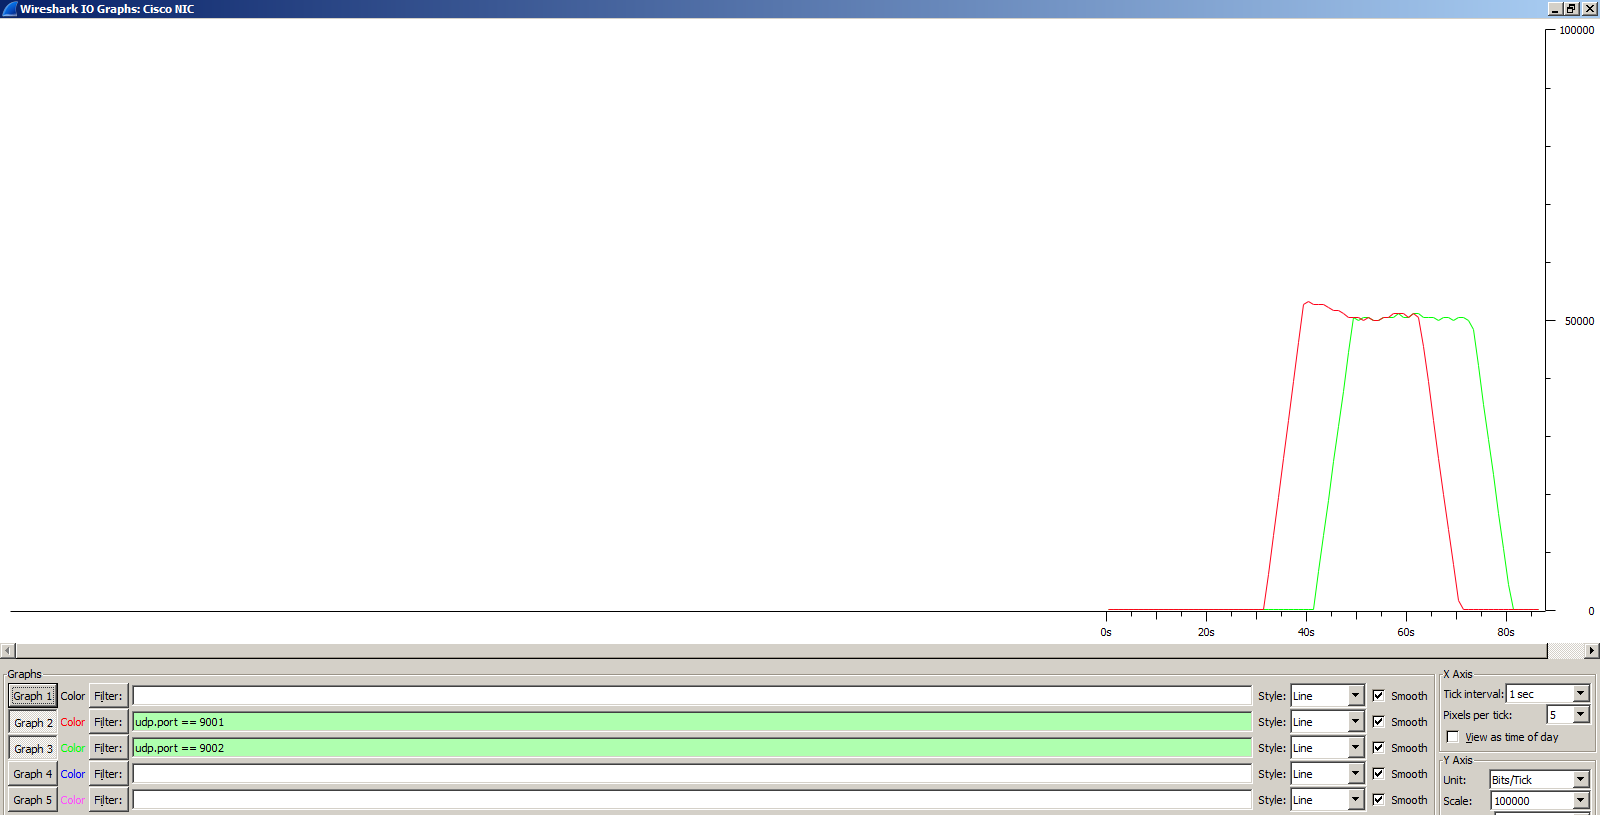 Wireshark IO Graphs: Cisco NIC
100000
50000
0
0s 20s 40s 60s 80s
Graphs
Graph 1 Color Filter: Style: Line Smooth
Graph 2 Color Filter: udp.port == 9001 Style: Line Smooth
Graph 3 Color Filter: udp.port == 9002 Style: Line Smooth
Graph 4 Color Filter: Style: Line Smooth
Graph 5 Color Filter: Style: Line Smooth
X Axis
Tick interval: 1 sec
Pixels per tick: 5
View as time of day
Y Axis
Unit: Bits/Tick
Scale: 100000